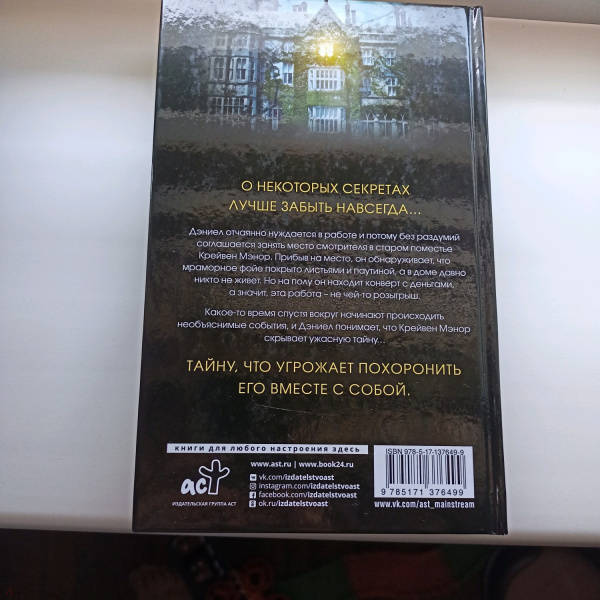 О НЕКОТОРЫХ СЕКРЕТАХ
ЛУЧШЕ ЗАБЫТЬ НАВСЕГДА...
Дэниел отчаянно нуждается в работе и потому без раздумий
соглашается занять место смотрителя в старом поместье
Крейвен Мэнор. Прибыв на место, он обнаруживает, что
мраморное фойе покрыто листьями и паутиной, а в доме давно
никто не живет. Но на полу он находит конверт с деньгами,
а значит, эта работа – не чей-то розыгрыш.
Какое-то время спустя вокруг начинают происходить
необъяснимые события, и Дэниел понимает, что Крейвен Мэнор
скрывает ужасную тайну...
ТАЙНУ, ЧТО УГРОЖАЕТ ПОХОРОНИТЬ
ЕГО ВМЕСТЕ С СОБОЙ.
книги для любого настроения здесь
www.ast.ru | www.book24.ru
vk.com/izdatelstvoast
instagram.com/izdatelstvoast
facebook.com/izdatelstvoast
ok.ru/izdatelstvoast
аст
ИЗДАТЕЛЬСКАЯ ГРУППА АСТ
ISBN 978-5-17-137649-9
9 785171 376499
www.vk.com/ast_mainstream